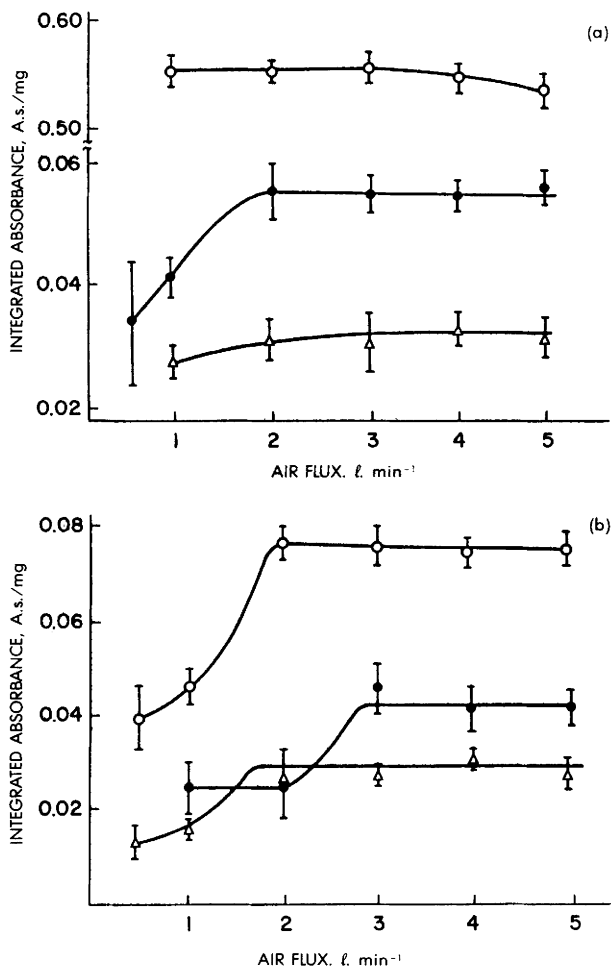 (a)
0.60
0.50
0.06
0.04
0.02
INTEGRATED ABSORBANCE, A.s./mg
1 2 3 4 5
AIR FLUX. ℓ. min⁻¹
(b)
0.08
0.06
0.04
0.02
INTEGRATED ABSORBANCE, A.s./mg
1 2 3 4 5
AIR FLUX. ℓ. min⁻¹